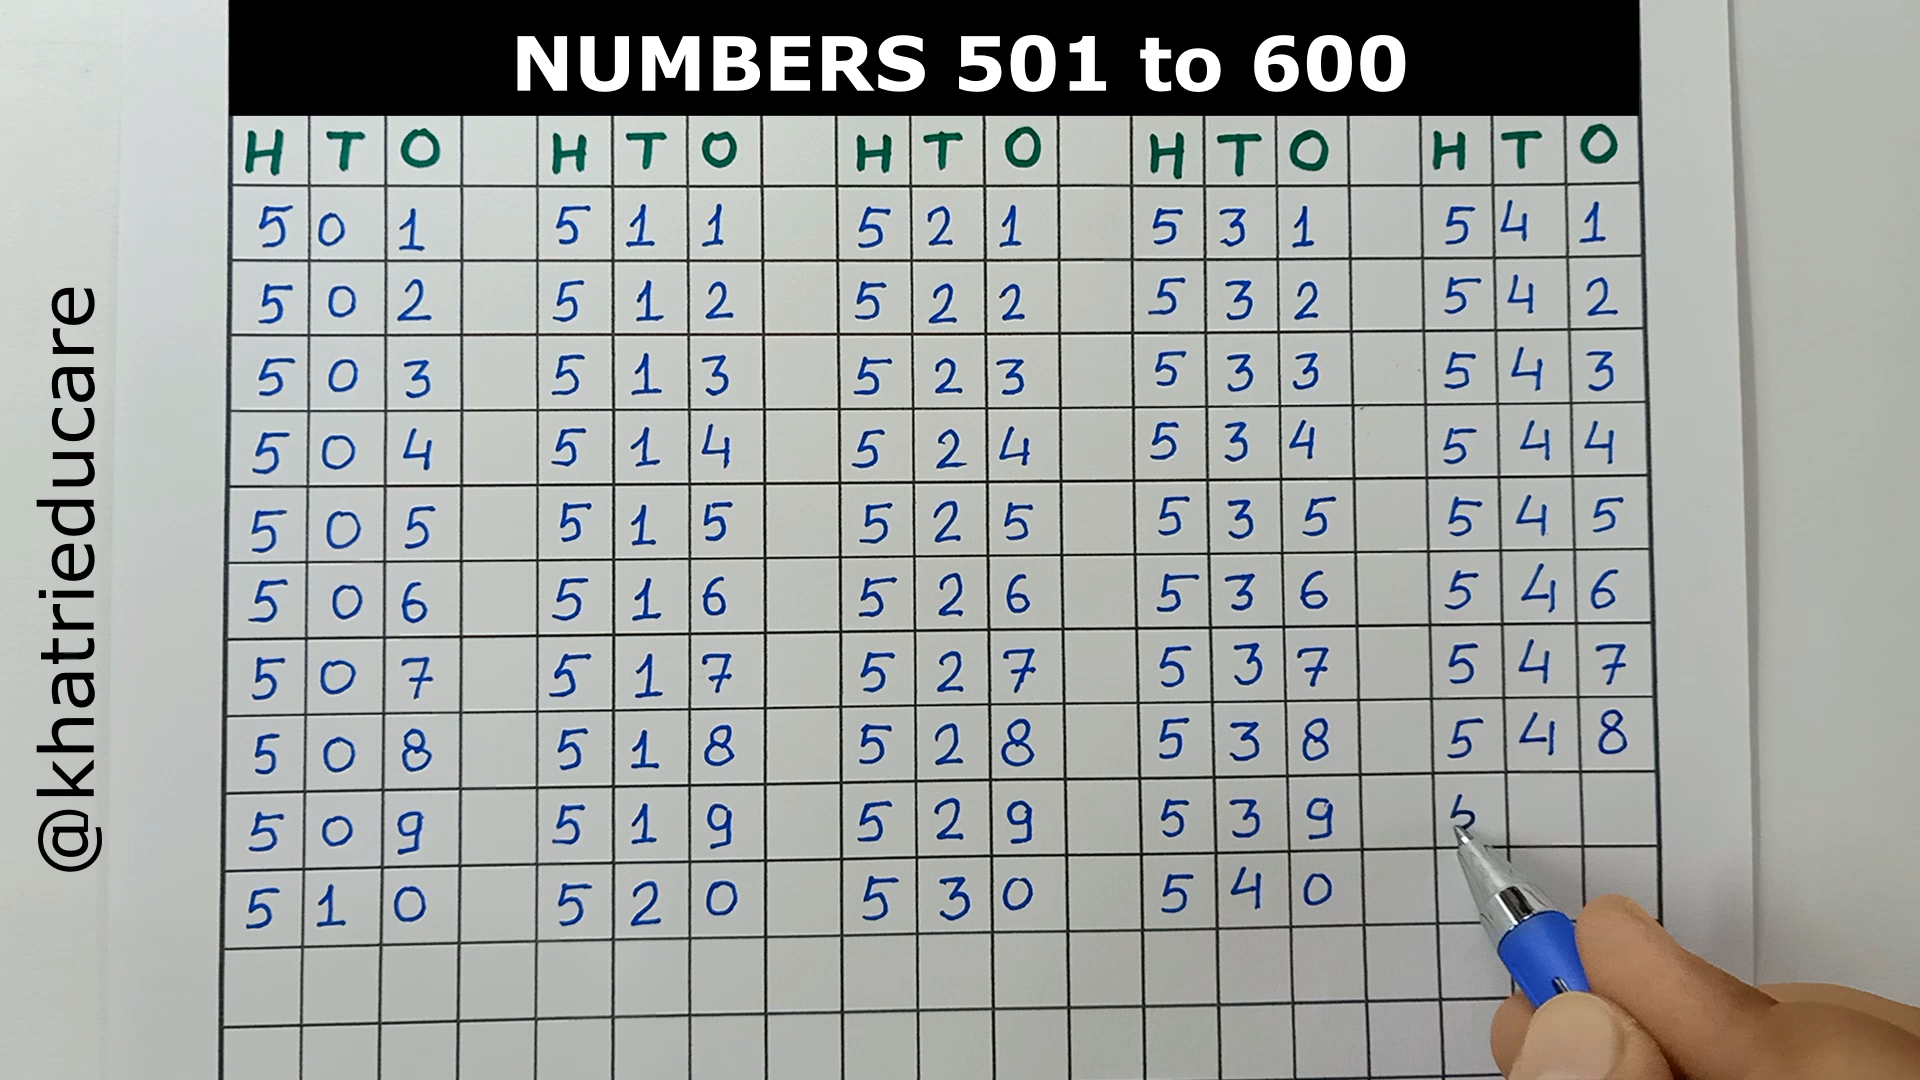 NUMBERS 501 to 600
H T O H T O H T O H T O H T O
5 0 1 5 1 1 5 2 1 5 3 1 5 4 1
5 0 2 5 1 2 5 2 2 5 3 2 5 4 2
5 0 3 5 1 3 5 2 3 5 3 3 5 4 3
5 0 4 5 1 4 5 2 4 5 3 4 5 4 4
5 0 5 5 1 5 5 2 5 5 3 5 5 4 5
5 0 6 5 1 6 5 2 6 5 3 6 5 4 6
5 0 7 5 1 7 5 2 7 5 3 7 5 4 7
5 0 8 5 1 8 5 2 8 5 3 8 5 4 8
5 0 9 5 1 9 5 2 9 5 3 9 5
5 1 0 5 2 0 5 3 0 5 4 0
@khatrieducare